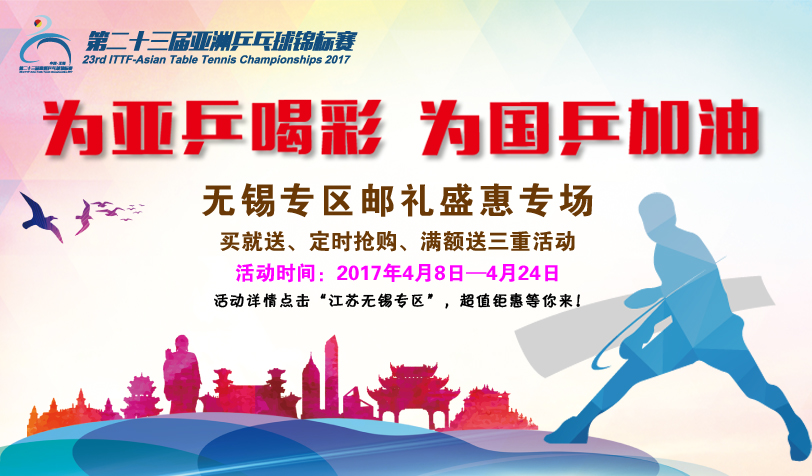 第二十三届亚洲乒乓球锦标赛
23rd ITTF-Asian Table Tennis Championships 2017
为亚乒喝彩 为国乒加油
无锡专区邮礼盛惠专场
买就送、定时抢购、满额送三重活动
活动时间：2017年4月8日—4月24日
活动详情点击“江苏无锡专区”，超值钜惠等你来！